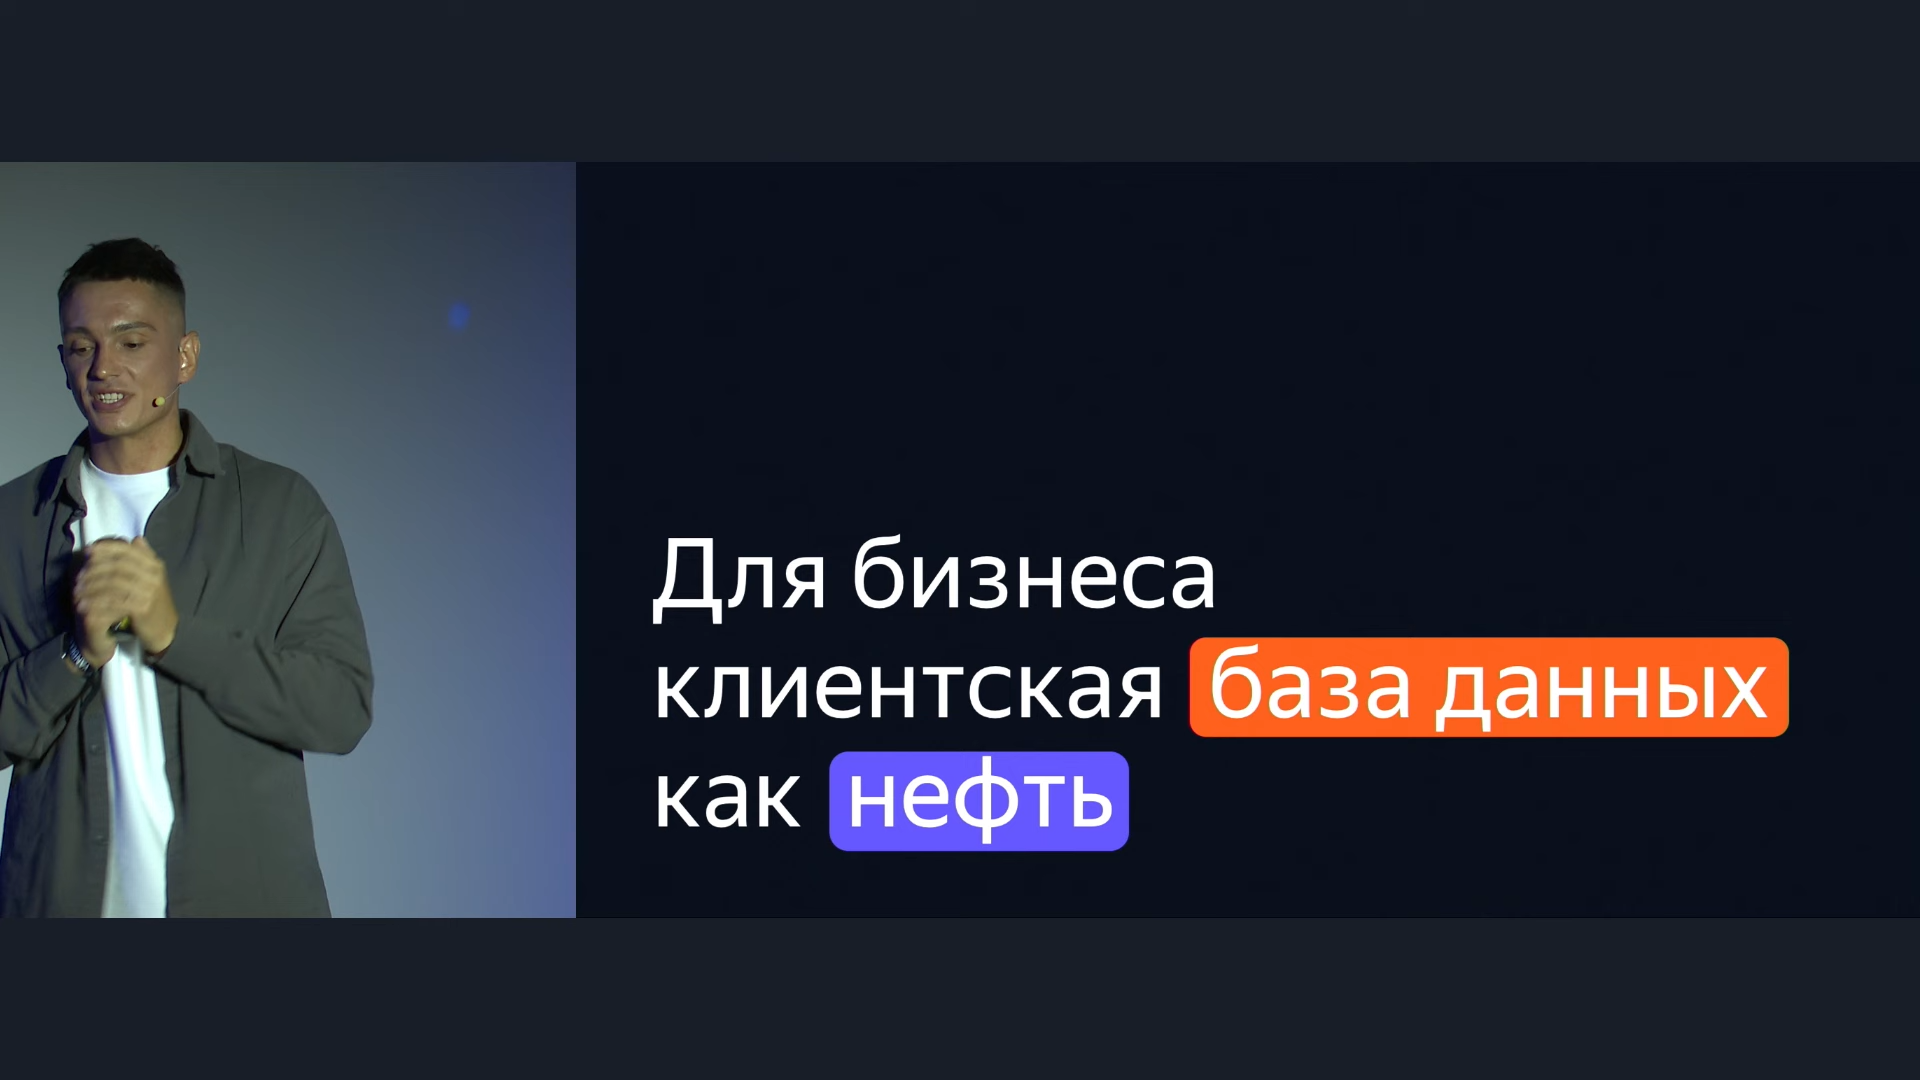 Для бизнеса
клиентская база данных
как нефть